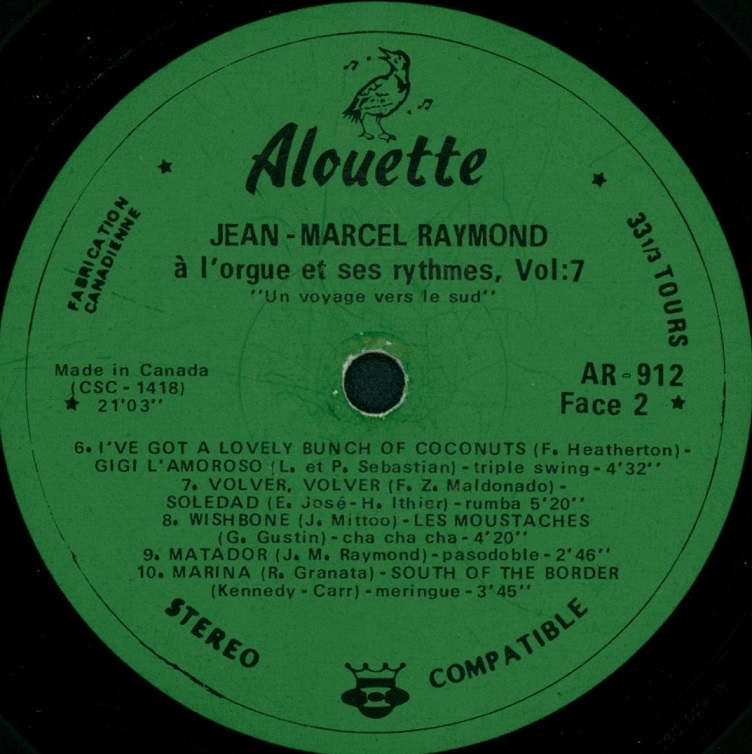 Alouette
FABRICATION
CANADIENNE
33 1/3 TOURS
JEAN-MARCEL RAYMOND
à l'orgue et ses rythmes, Vol:7
"Un voyage vers le sud"
Made in Canada
(CSC - 1418)
21'03"
AR-912
Face 2
6. I'VE GOT A LOVELY BUNCH OF COCONUTS (F. Heatherton)-
GIGI L'AMOROSO (L. et P. Sebastian)-triple swing-4'32"
7. VOLVER, VOLVER (F. Z. Maldonado)-
SOLEDAD (E. José-H. Ithier)-rumba 5'20"
8. WISHBONE (J. Mittoo)-LES MOUSTACHES
(G. Gustin)-cha cha cha-4'20"
9. MATADOR (J. M. Raymond)-pasodoble-2'46"
10. MARINA (R. Granata)-SOUTH OF THE BORDER
(Kennedy-Carr)-meringue-3'45"
STEREO COMPATIBLE